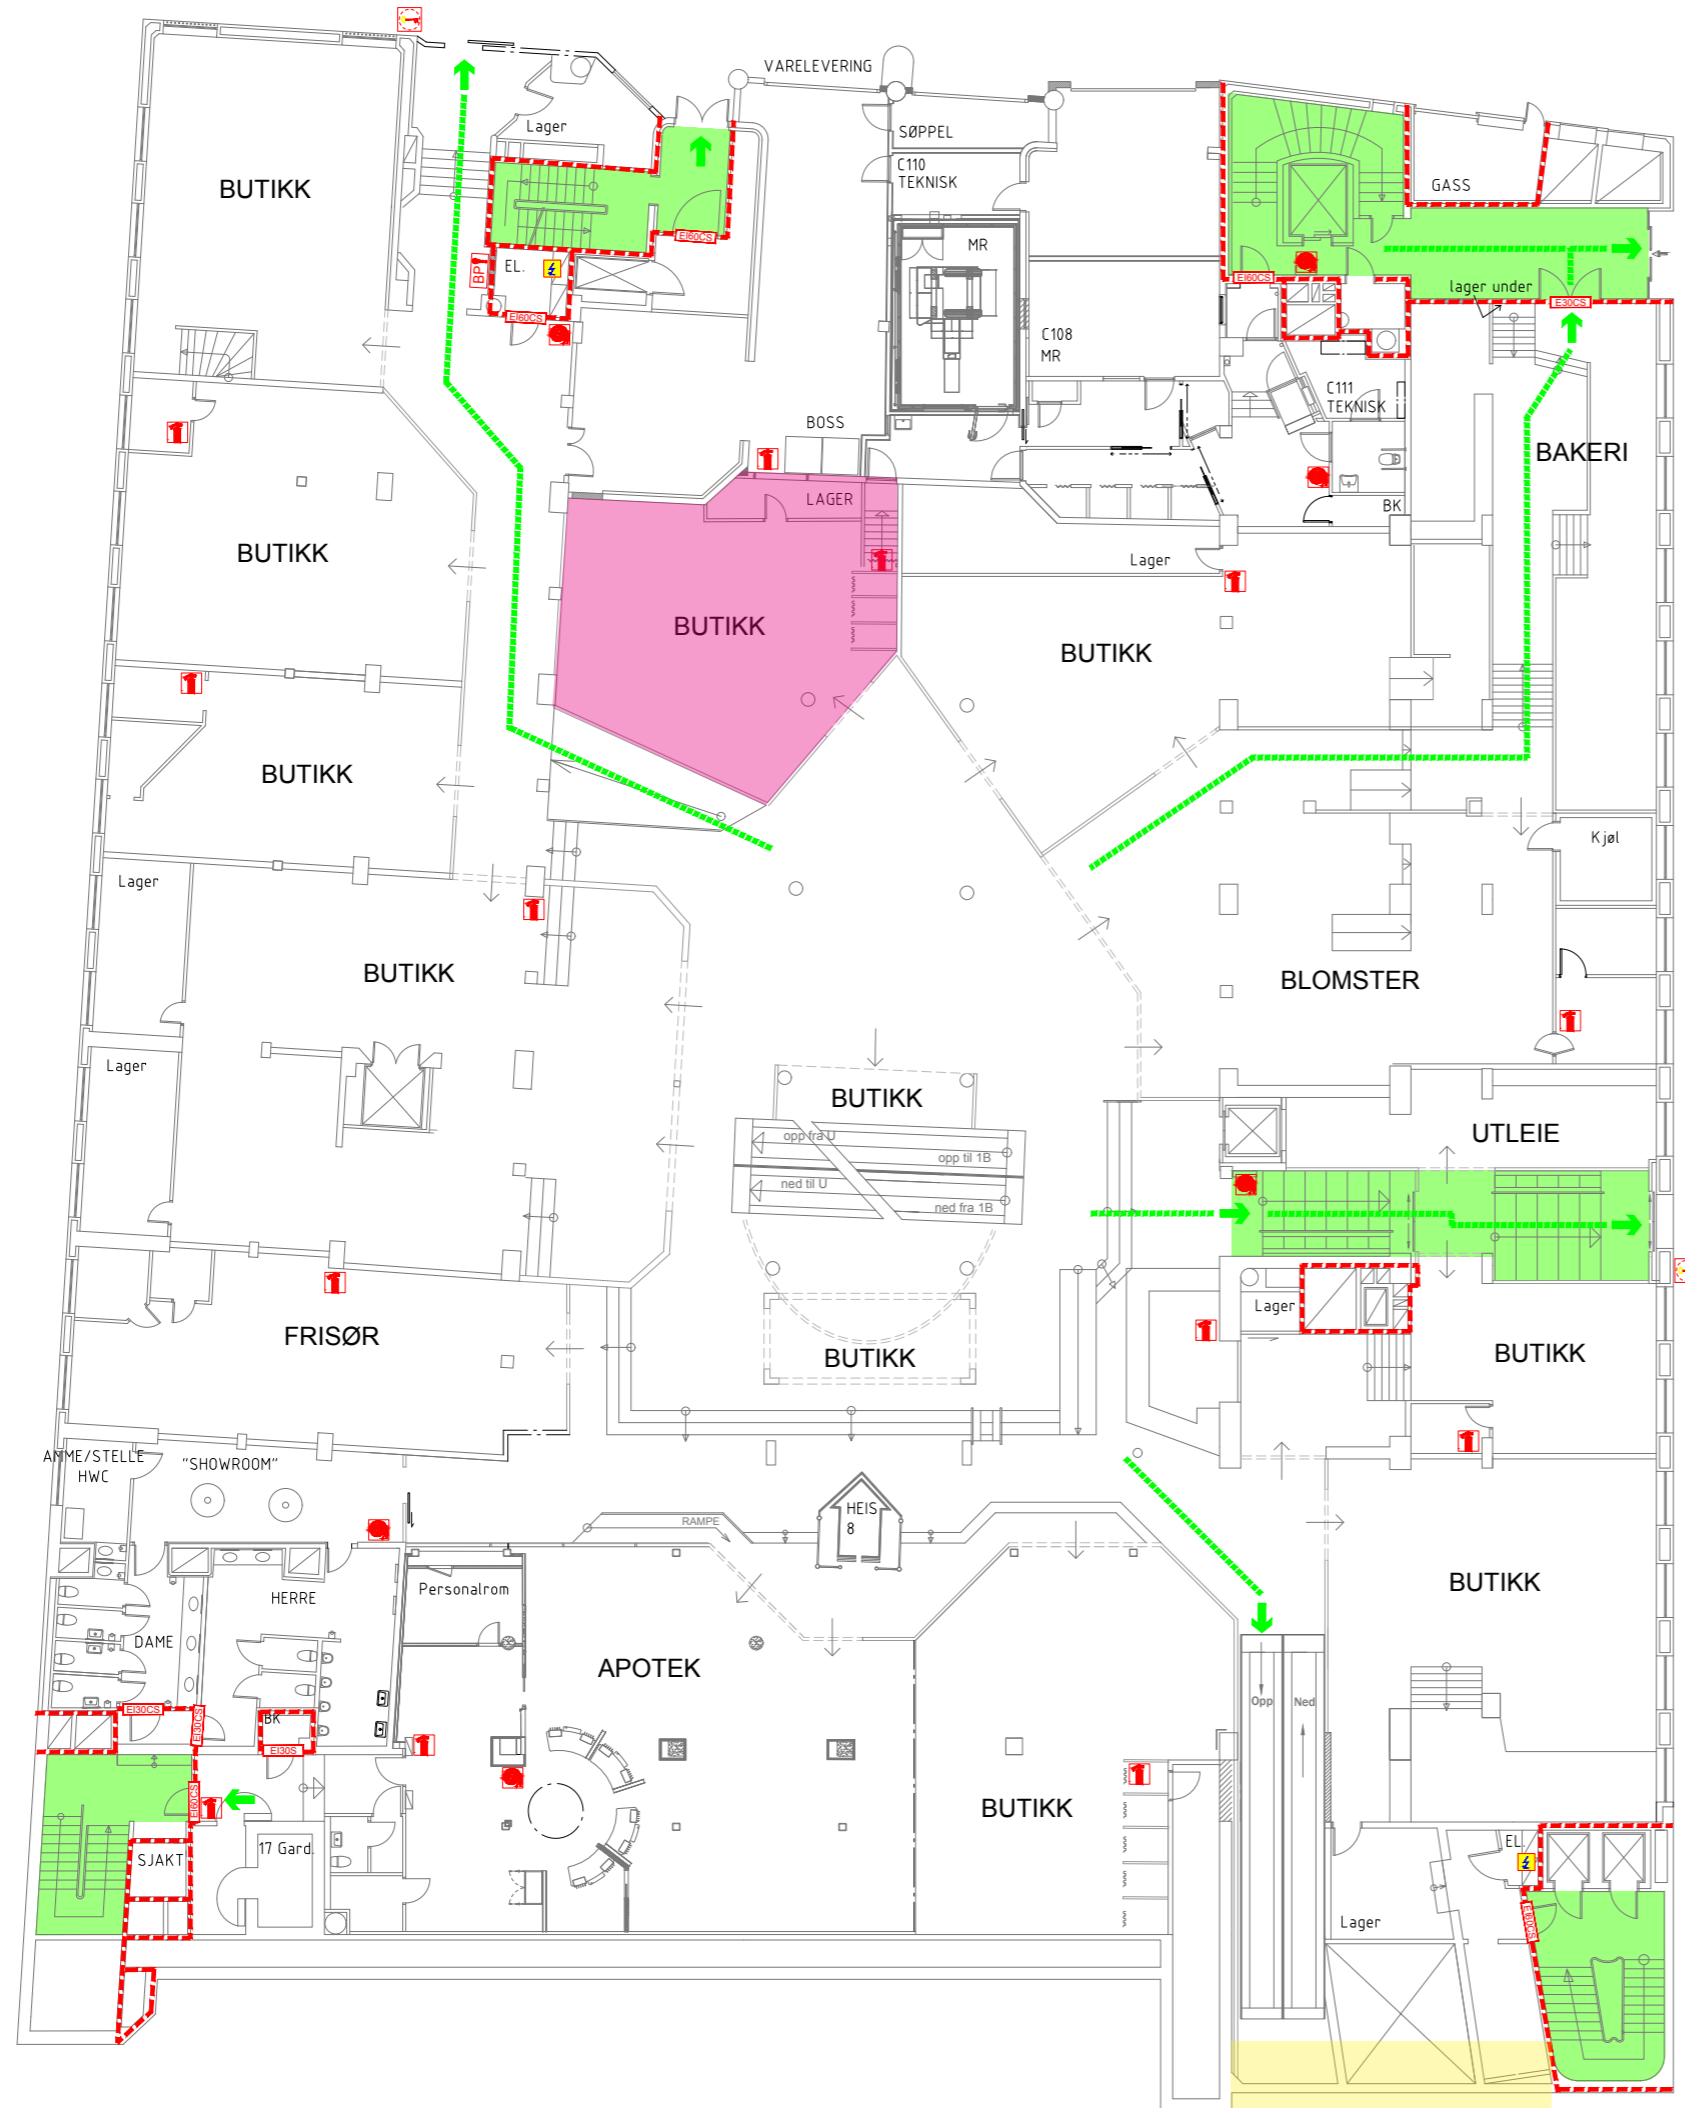 VARELEVERING
Lager
SØPPEL
C110
TEKNISK
GASS
BUTIKK
EI60CS
MR
BP
EL.
EI60CS
EI60CS
lager under
E30CS
C108
MR
C111
TEKNISK
BOSS
BAKERI
LAGER
BK
BUTIKK
Lager
BUTIKK
BUTIKK
BUTIKK
Kjøl
Lager
BUTIKK
BLOMSTER
Lager
BUTIKK
UTLEIE
opp fra U
opp til 1B
ned til U
ned fra 1B
Lager
FRISØR
BUTIKK
BUTIKK
AMME/STELLE
HWC
"SHOWROOM"
HEIS
8
RAMPE
Personalrom
HERRE
BUTIKK
DAME
APOTEK
Opp
Ned
EI30CS
EI30CS
BK
EI30S
EI60CS
BUTIKK
17 Gard.
SJAKT
EL.
EI60CS
Lager